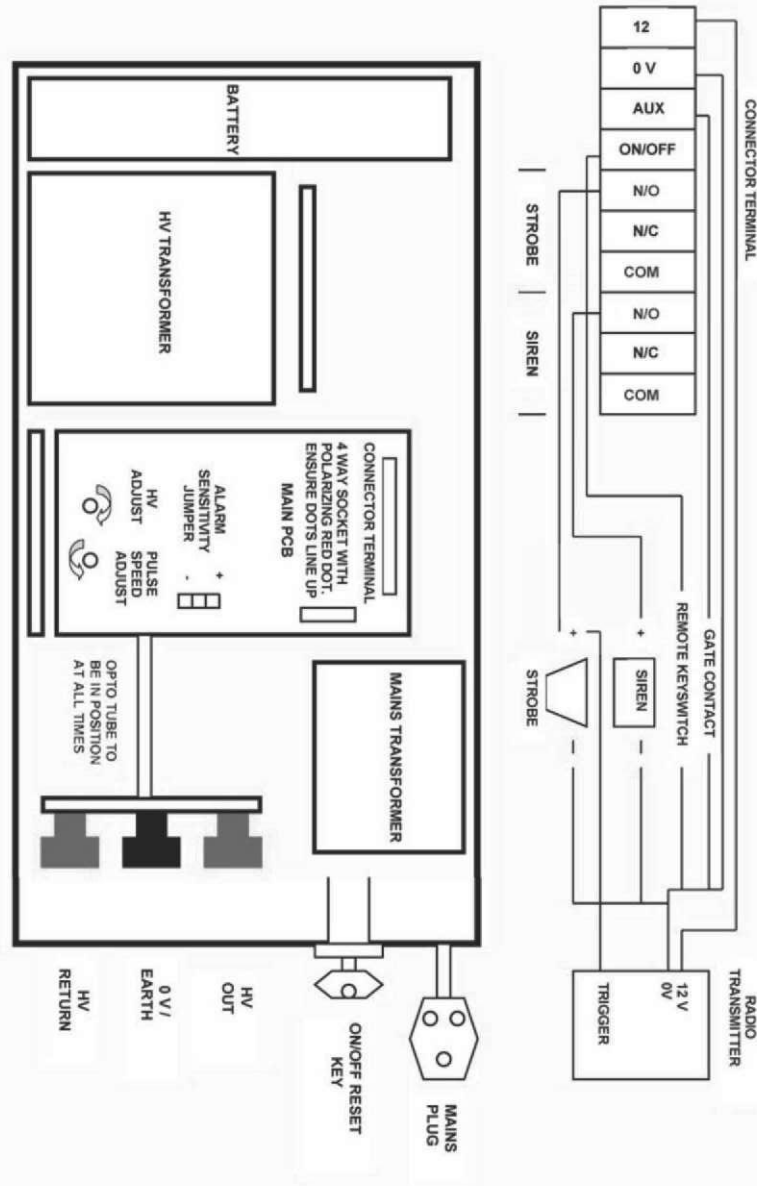 CONNECTOR TERMINAL
12
0 V
AUX
ON/OFF
N/O
N/C
COM
N/O
N/C
COM
STROBE
SIREN
GATE CONTACT
REMOTE KEYSWITCH
+
SIREN
-
+
STROBE
-
RADIO
TRANSMITTER
12 V
0V
TRIGGER
BATTERY
HV TRANSFORMER
CONNECTOR TERMINAL
4 WAY SOCKET WITH
POLARIZING RED DOT.
ENSURE DOTS LINE UP
MAIN PCB
ALARM
SENSITIVITY
JUMPER
+
-
HV
ADJUST
PULSE
SPEED
ADJUST
MAINS TRANSFORMER
OPTO TUBE TO
BE IN POSITION
AT ALL TIMES
MAINS
PLUG
ON/OFF RESET
KEY
HV
OUT
0 V /
EARTH
HV
RETURN